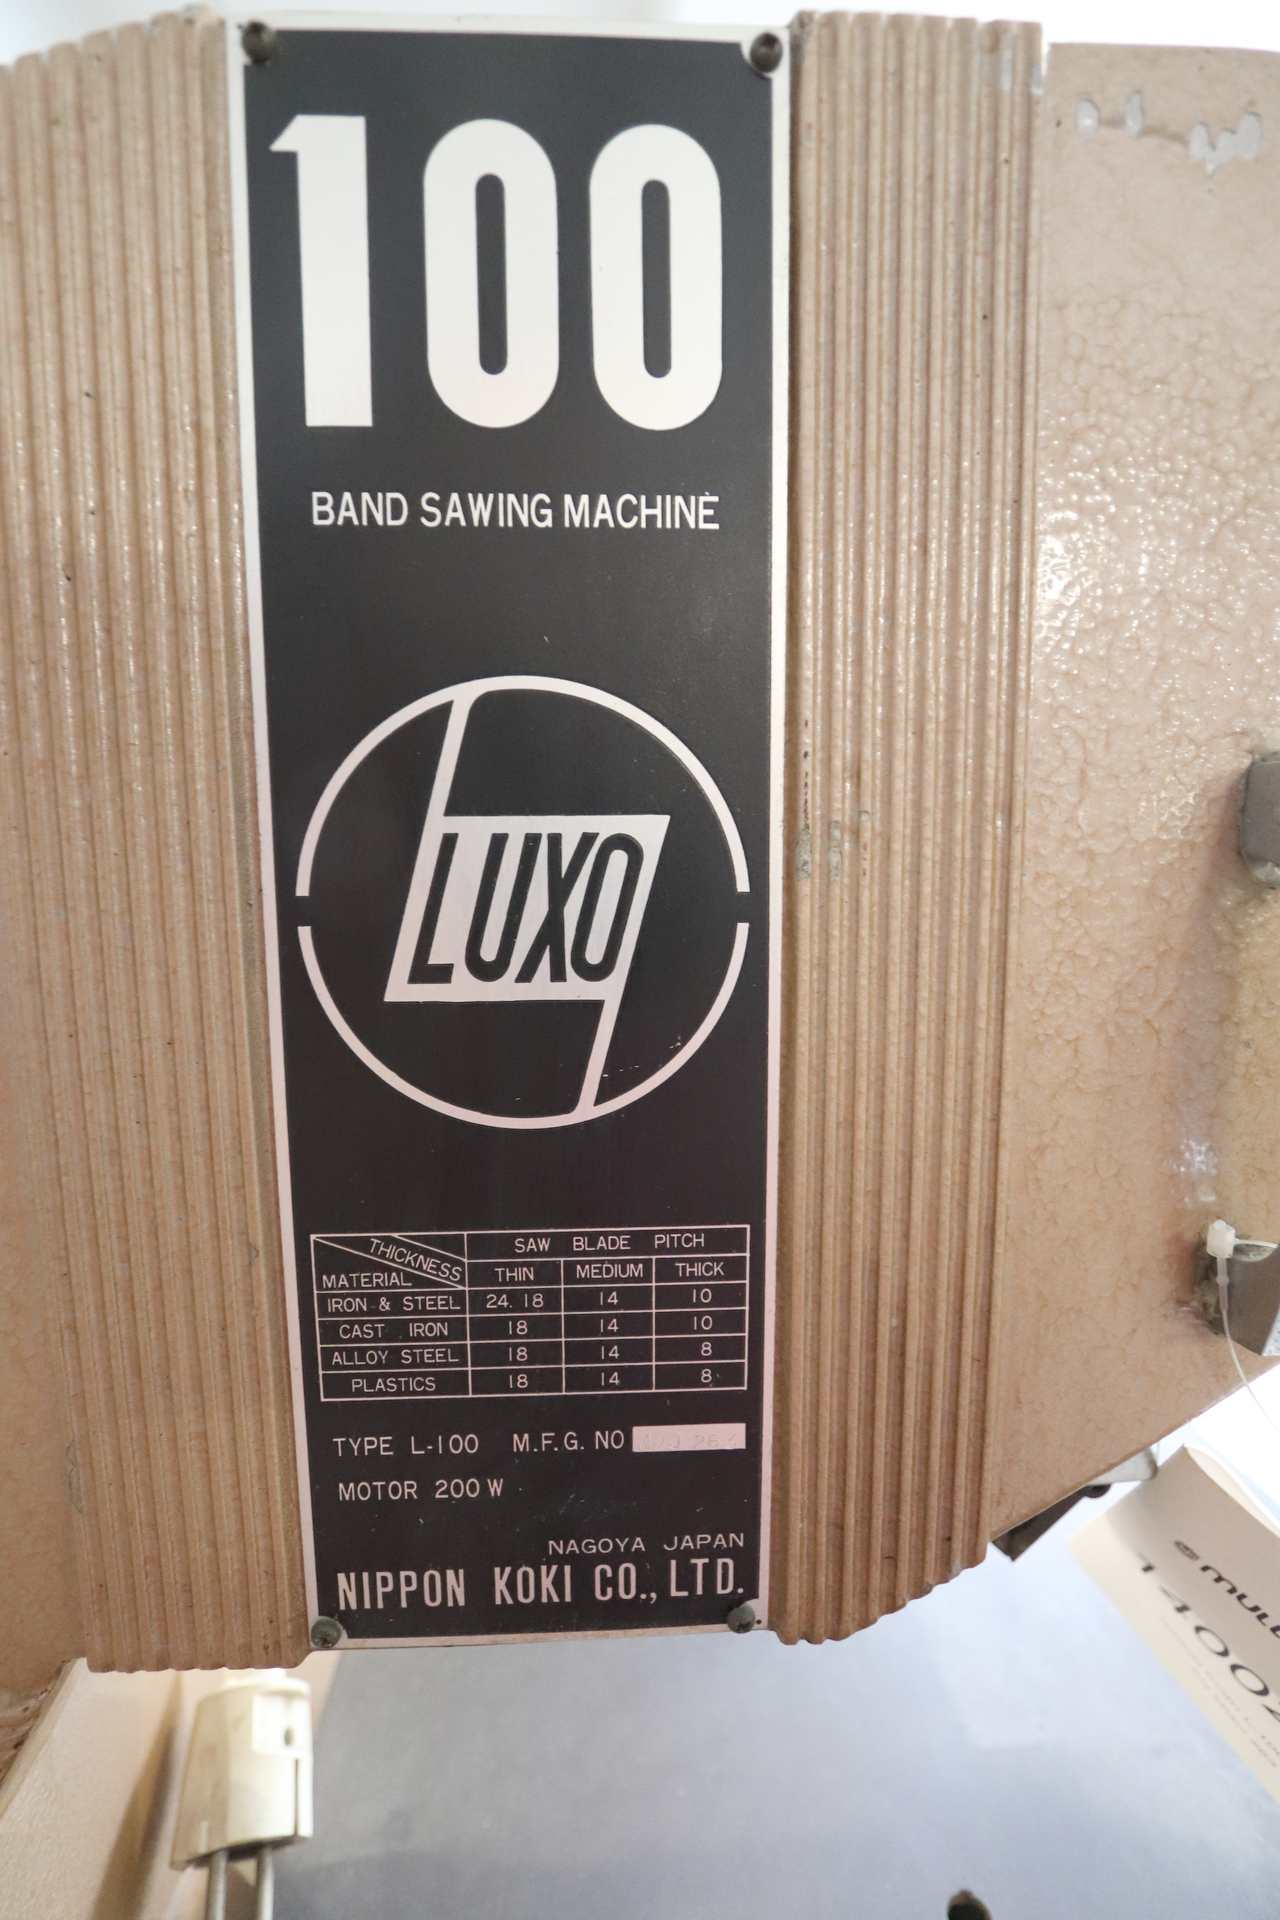 100
BAND SAWING MACHINE
LUXO
THICKNESS SAW BLADE PITCH
MATERIAL THIN MEDIUM THICK
IRON & STEEL 24. 18 14 10
CAST IRON 18 14 10
ALLOY STEEL 18 14 8
PLASTICS 18 14 8
TYPE L-100 M.F.G. NO
MOTOR 200 W
NAGOYA JAPAN
NIPPON KOKI CO., LTD.